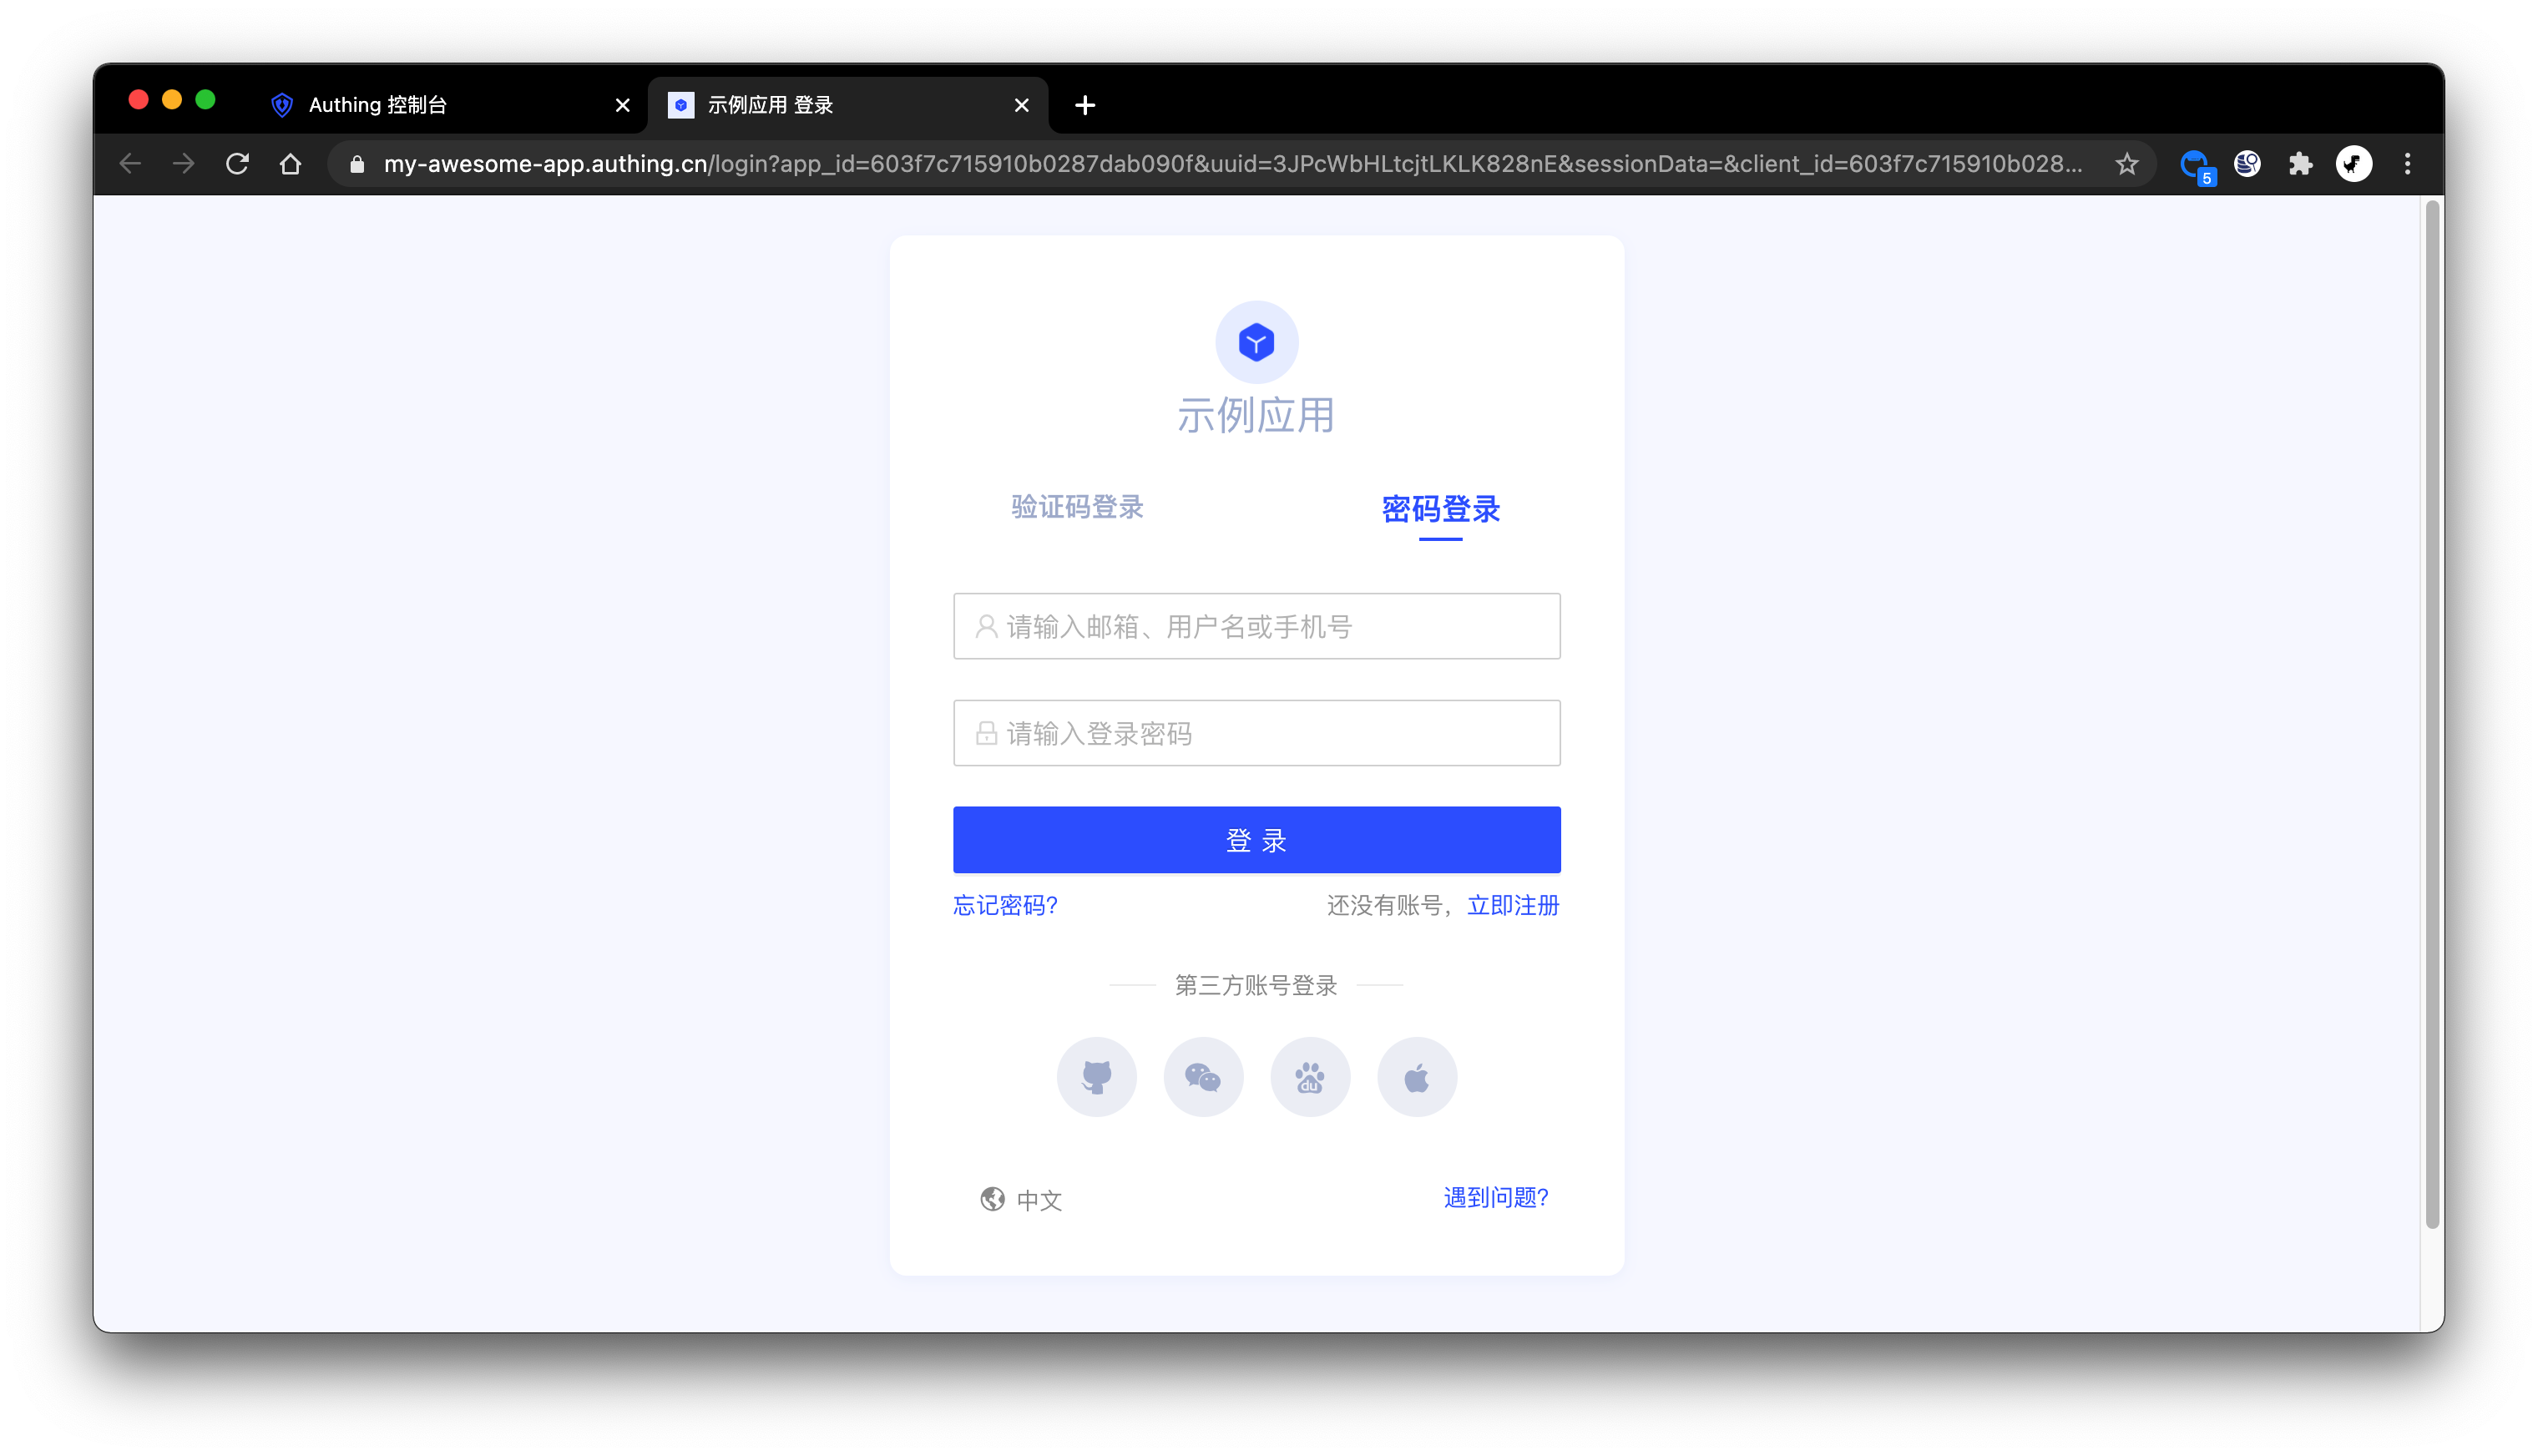 Authing 控制台
示例应用 登录
my-awesome-app.authing.cn/login?app_id=603f7c715910b0287dab090f&uuid=3JPcWbHLtcjtLKLK828nE&sessionData=&client_id=603f7c715910b028...
5
示例应用
验证码登录 密码登录
请输入邮箱、用户名或手机号
请输入登录密码
登 录
忘记密码? 还没有账号，立即注册
第三方账号登录
du
中文 遇到问题?